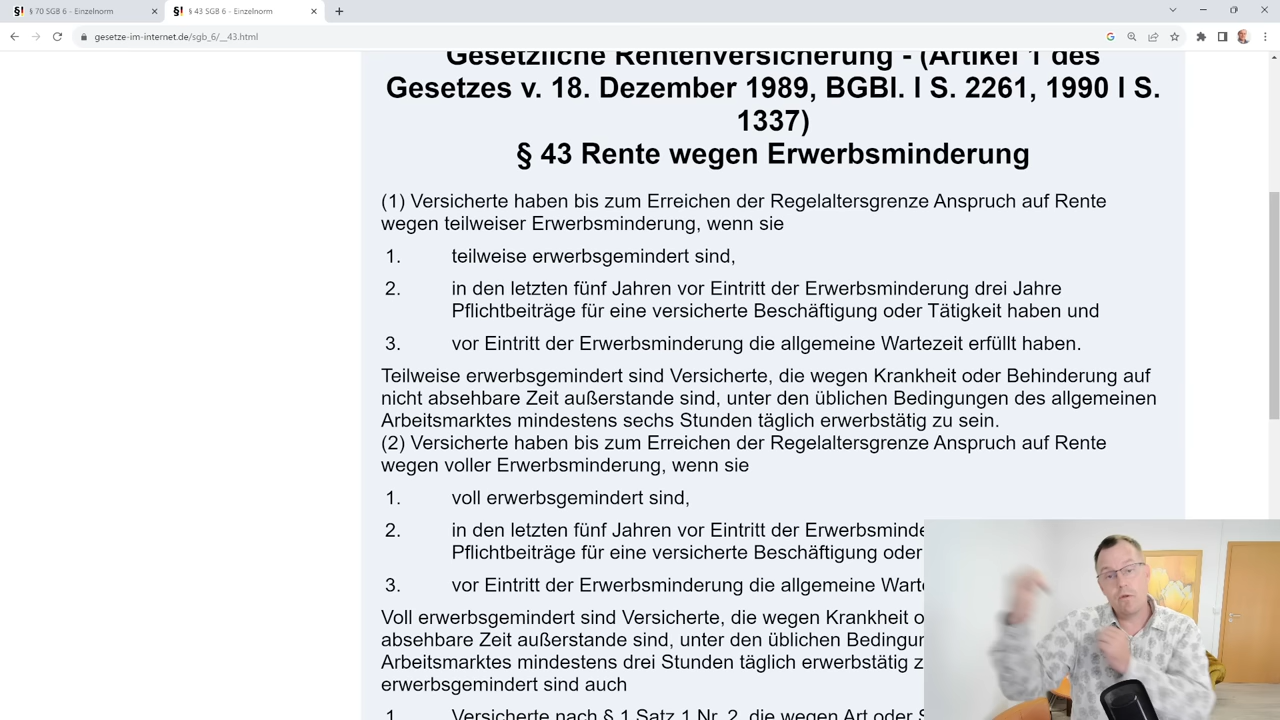 § 70 SGB 6 - Einzelnorm
§ 43 SGB 6 - Einzelnorm
gesetze-im-internet.de/sgb_6/__43.html
Gesetzliche Rentenversicherung - (Artikel 1 des
Gesetzes v. 18. Dezember 1989, BGBl. I S. 2261, 1990 I S.
1337)
§ 43 Rente wegen Erwerbsminderung
(1) Versicherte haben bis zum Erreichen der Regelaltersgrenze Anspruch auf Rente
wegen teilweiser Erwerbsminderung, wenn sie
1. teilweise erwerbsgemindert sind,
2. in den letzten fünf Jahren vor Eintritt der Erwerbsminderung drei Jahre
Pflichtbeiträge für eine versicherte Beschäftigung oder Tätigkeit haben und
3. vor Eintritt der Erwerbsminderung die allgemeine Wartezeit erfüllt haben.
Teilweise erwerbsgemindert sind Versicherte, die wegen Krankheit oder Behinderung auf
nicht absehbare Zeit außerstande sind, unter den üblichen Bedingungen des allgemeinen
Arbeitsmarktes mindestens sechs Stunden täglich erwerbstätig zu sein.
(2) Versicherte haben bis zum Erreichen der Regelaltersgrenze Anspruch auf Rente
wegen voller Erwerbsminderung, wenn sie
1. voll erwerbsgemindert sind,
2. in den letzten fünf Jahren vor Eintritt der Erwerbsminde
Pflichtbeiträge für eine versicherte Beschäftigung oder
3. vor Eintritt der Erwerbsminderung die allgemeine Warte
Voll erwerbsgemindert sind Versicherte, die wegen Krankheit o
absehbare Zeit außerstande sind, unter den üblichen Bedingun
Arbeitsmarktes mindestens drei Stunden täglich erwerbstätig z
erwerbsgemindert sind auch
1. Versicherte nach § 1 Satz 1 Nr. 2, die wegen Art oder S